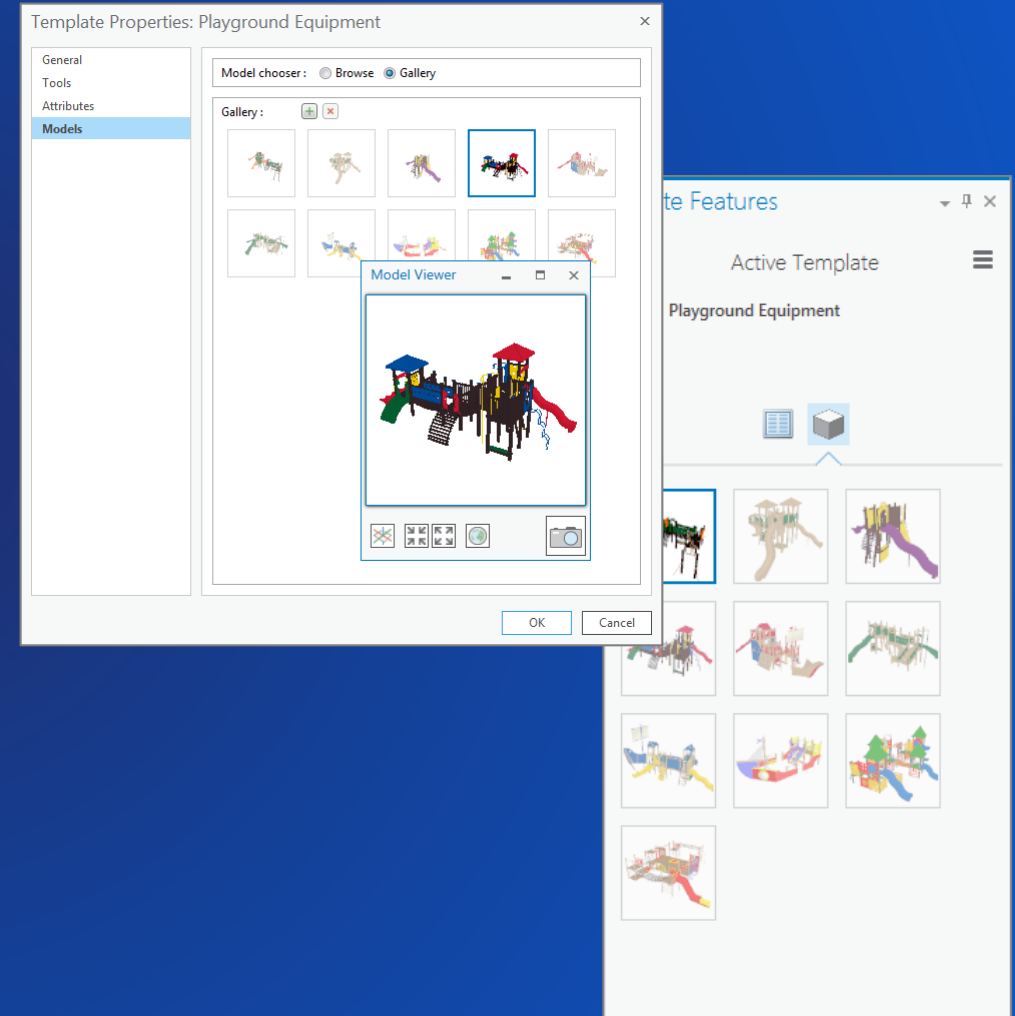 Template Properties: Playground Equipment
General
Tools
Attributes
Models
Model chooser :
Browse
Gallery
Gallery :
Model Viewer
OK
Cancel
te Features
Active Template
Playground Equipment